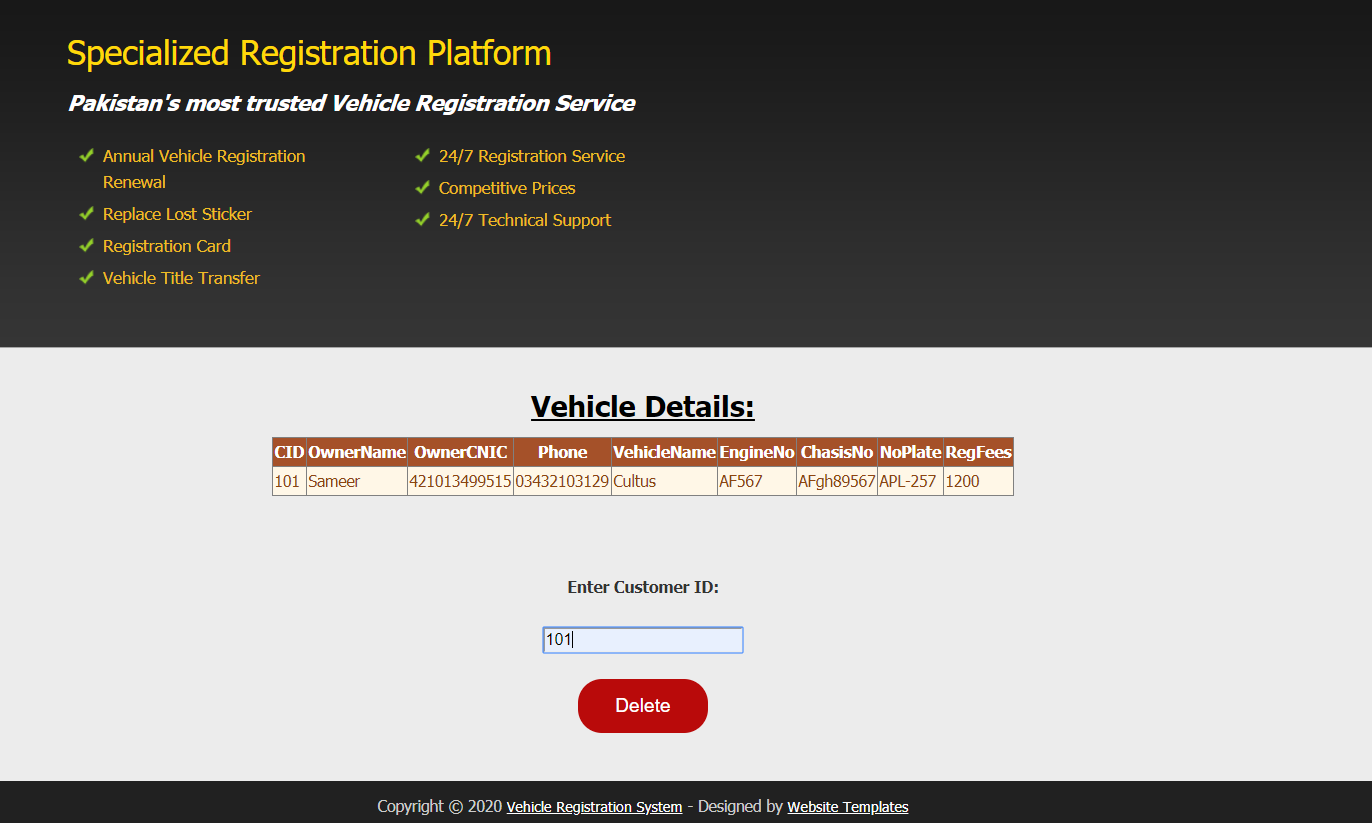 Specialized Registration Platform
Pakistan's most trusted Vehicle Registration Service
Annual Vehicle Registration
Renewal
Replace Lost Sticker
Registration Card
Vehicle Title Transfer
24/7 Registration Service
Competitive Prices
24/7 Technical Support
Vehicle Details:
CID OwnerName OwnerCNIC Phone VehicleName EngineNo ChasisNo NoPlate RegFees
101 Sameer 421013499515 03432103129 Cultus AF567 AFgh89567 APL-257 1200
Enter Customer ID:
101
Delete
Copyright © 2020 Vehicle Registration System - Designed by Website Templates